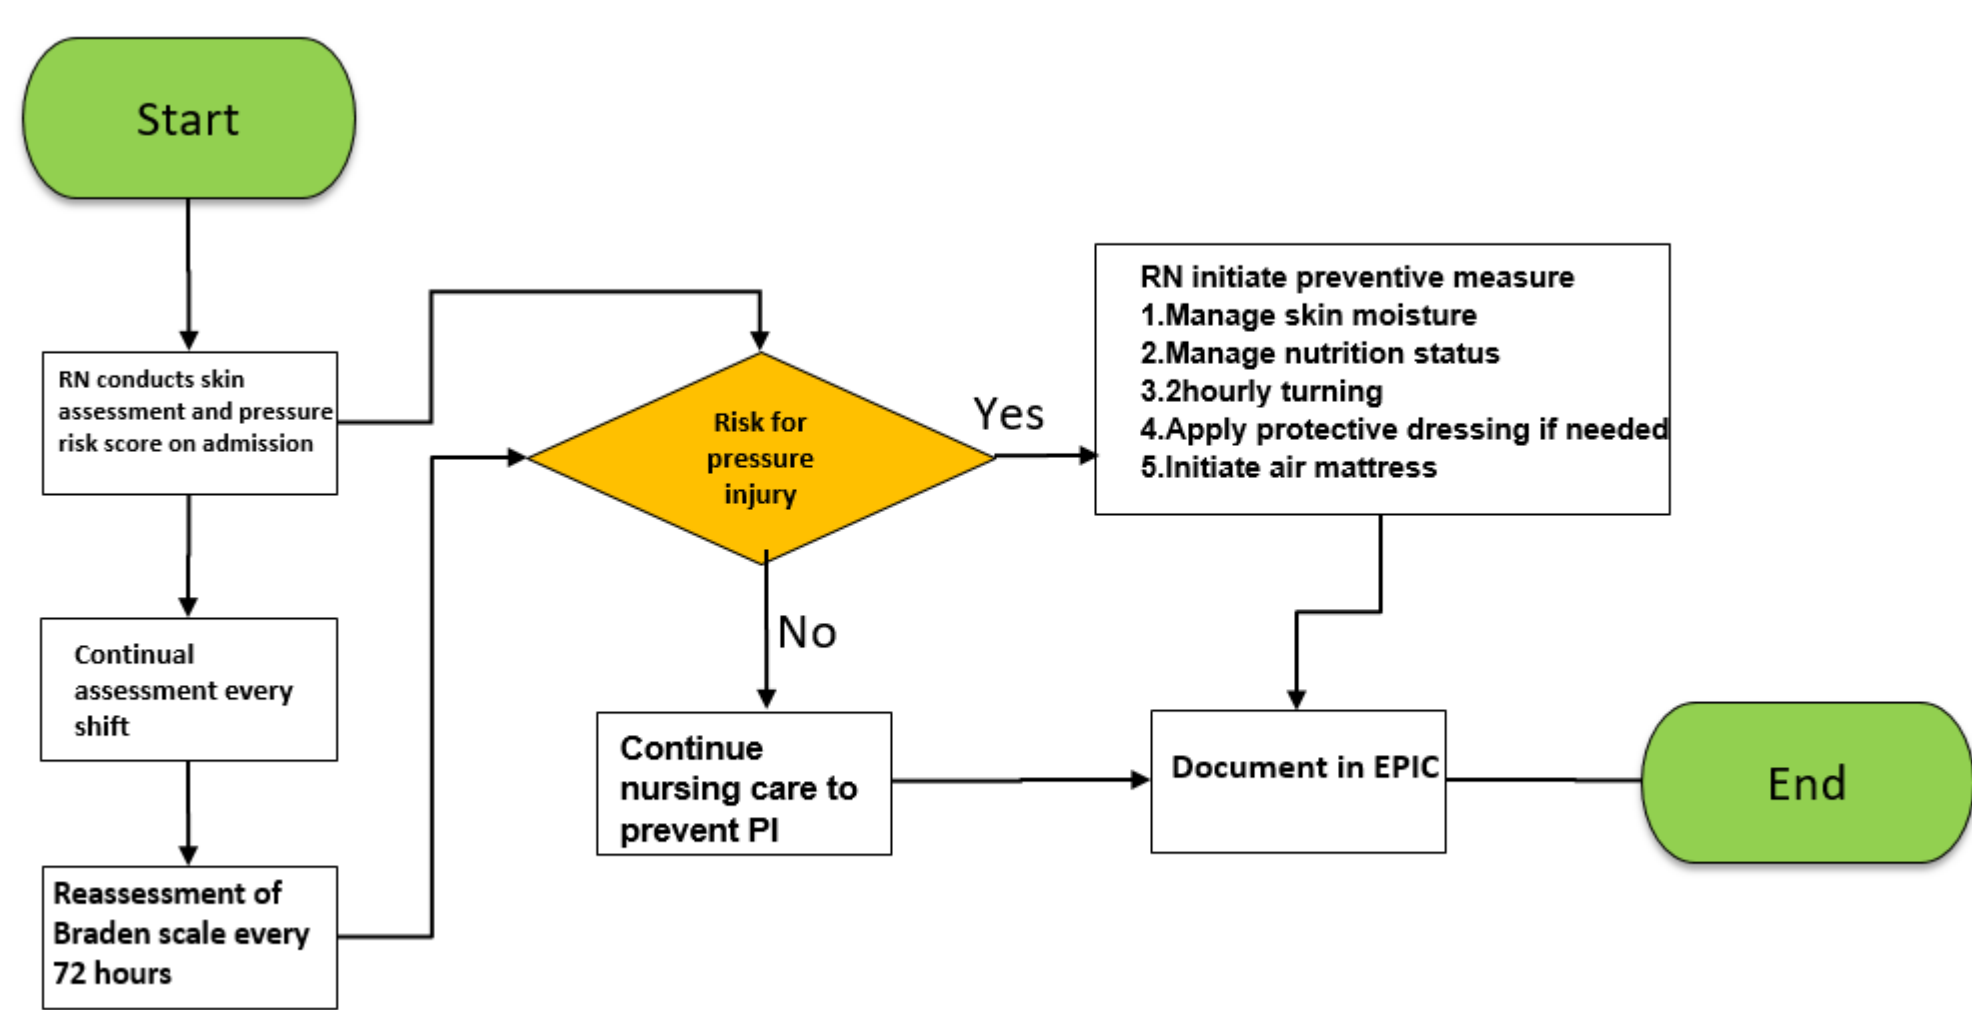 Start
RN conducts skin
assessment and pressure
risk score on admission
Continual
assessment every
shift
Reassessment of
Braden scale every
72 hours
Risk for
pressure
injury
Yes
No
RN initiate preventive measure
1.Manage skin moisture
2.Manage nutrition status
3.2hourly turning
4.Apply protective dressing if needed
5.Initiate air mattress
Continue
nursing care to
prevent PI
Document in EPIC
End